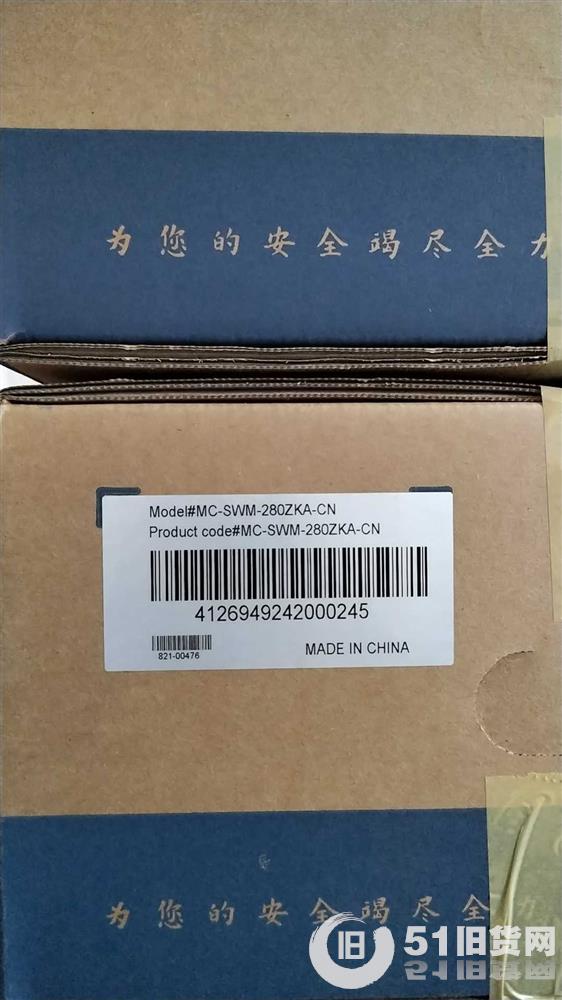 为您的安全竭尽全力
Model#MC-SWM-280ZKA-CN
Product code#MC-SWM-280ZKA-CN
4126949242000245
821-00476
MADE IN CHINA
为您的安全竭尽全力
旧 51旧货网